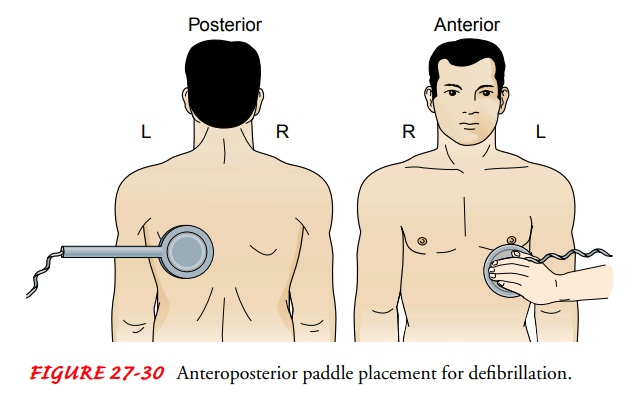 Posterior
Anterior
L
R
R
L
FIGURE 27-30 Anteroposterior paddle placement for defibrillation.